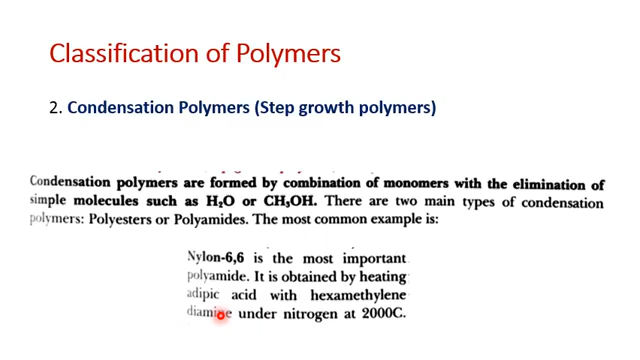 Classification of Polymers
2. Condensation Polymers (Step growth polymers)
Condensation polymers are formed by combination of monomers with the elimination of
simple molecules such as H₂O or CH₃OH. There are two main types of condensation
polymers: Polyesters or Polyamides. The most common example is:
Nylon-6,6 is the most important
polyamide. It is obtained by heating
adipic acid with hexamethylene
diamine under nitrogen at 2000C.